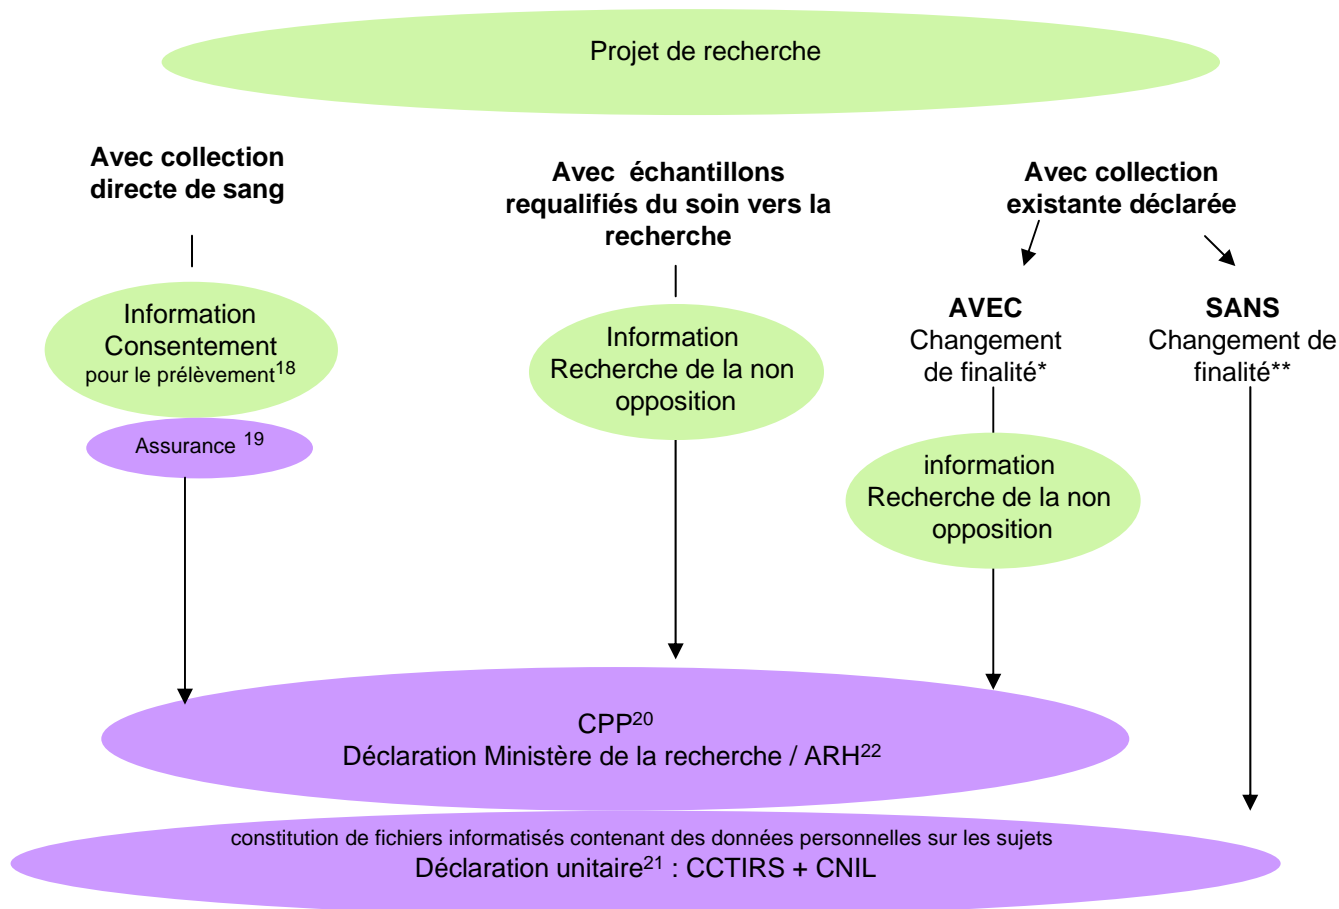 Projet de recherche
Avec collection
directe de sang
Information
Consentement
pour le prélèvement18
Assurance 19
Avec échantillons
requalifiés du soin vers la
recherche
Information
Recherche de la non
opposition
Avec collection
existante déclarée
AVEC
Changement
de finalité*
information
Recherche de la non
opposition
SANS
Changement de
finalité**
CPP20
Déclaration Ministère de la recherche / ARH22
constitution de fichiers informatisés contenant des données personnelles sur les sujets
Déclaration unitaire21 : CCTIRS + CNIL